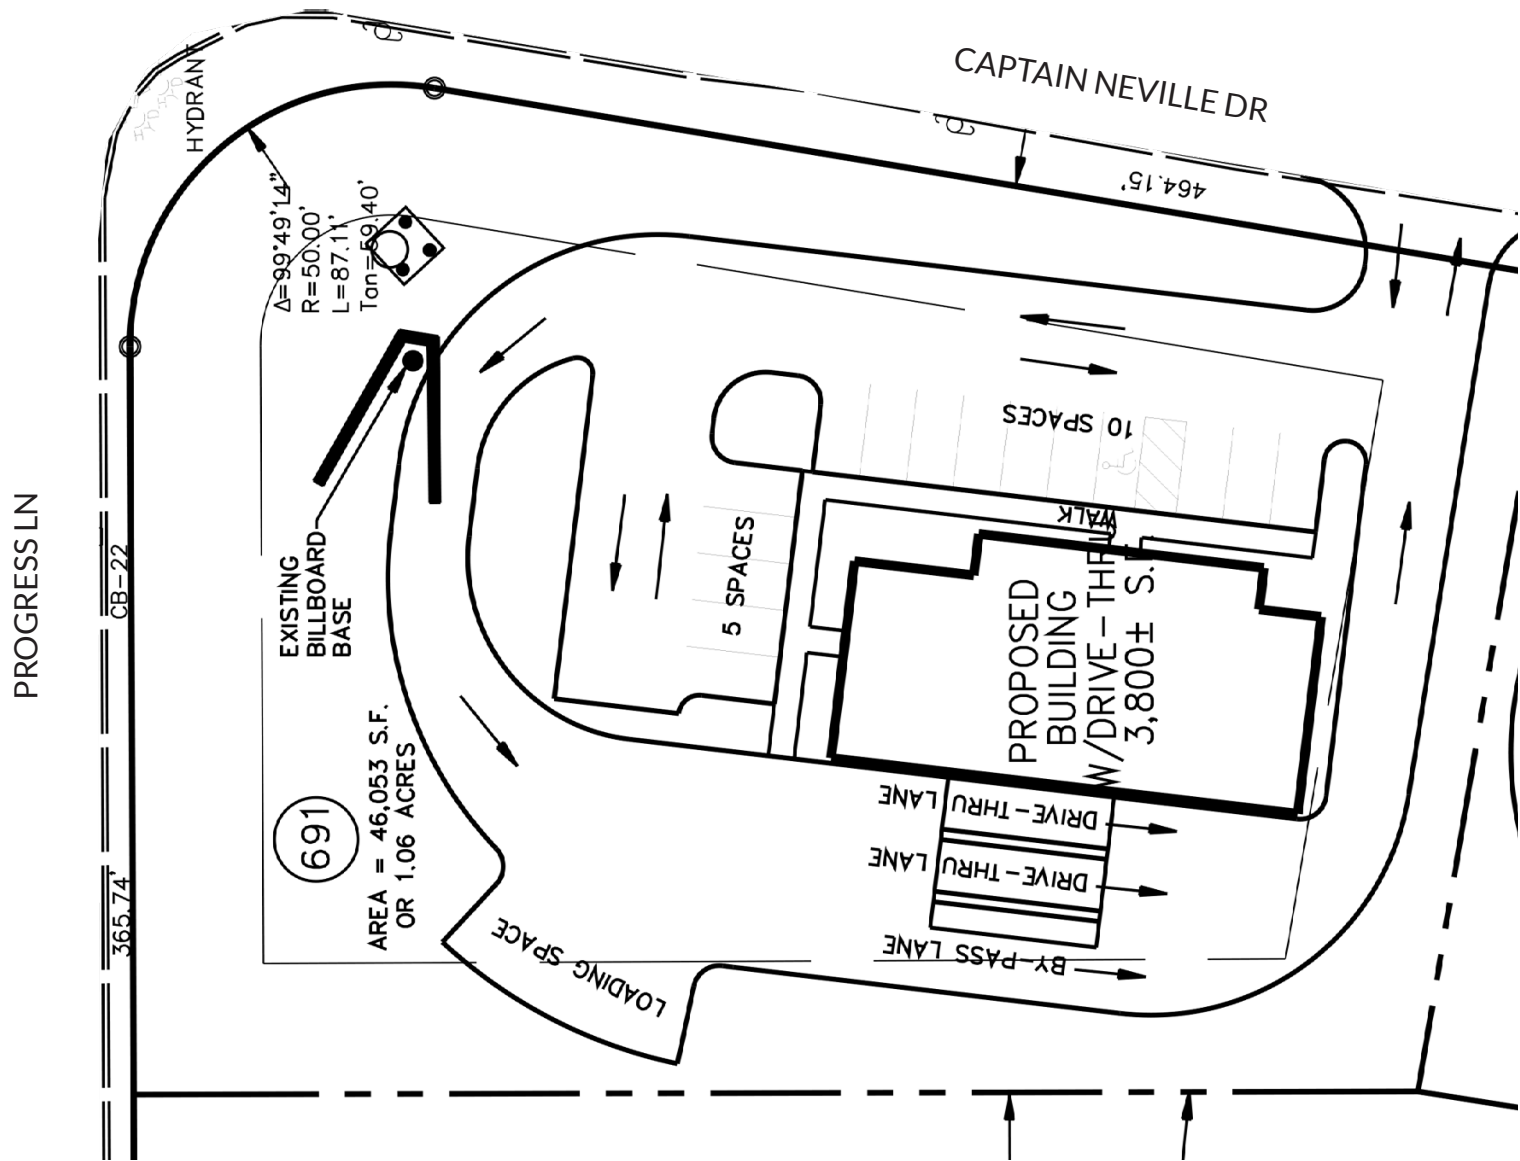 CAPTAIN NEVILLE DR
HYDRANT
HYDRANT
464.15'
Δ=99°49'14"
R=50.00'
L=87.11'
Tan=59.40'
10 SPACES
WALK
5 SPACES
PROGRESS LN
CB-22
365.74'
EXISTING
BILLBOARD
BASE
PROPOSED
BUILDING
W/DRIVE-THRU
3,800± S.F.
691
AREA = 46,053 S.F.
OR 1.06 ACRES
DRIVE-THRU LANE
DRIVE-THRU LANE
BY-PASS LANE
LOADING SPACE